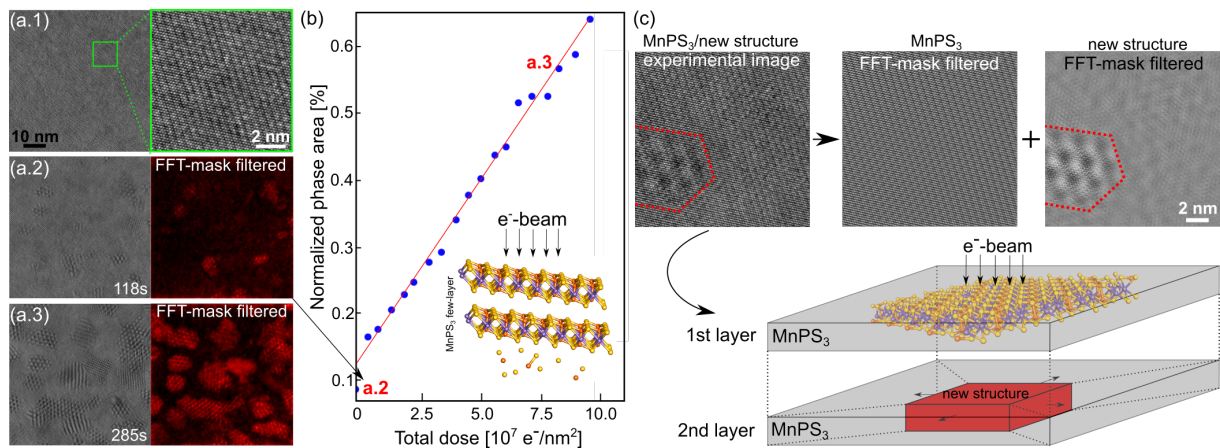 (a.1)
10 nm
2 nm
(a.2)
FFT-mask filtered
118s
(a.3)
FFT-mask filtered
285s
(b)
Normalized phase area [%]
0.6
0.5
0.4
0.3
0.2
0.1
a.3
a.2
e⁻-beam
MnPS₃ few-layer
0
2.5
5.0
7.5
10.0
Total dose [10⁷ e⁻/nm²]
(c)
MnPS₃/new structure
experimental image
MnPS₃
FFT-mask filtered
+
new structure
FFT-mask filtered
2 nm
e⁻-beam
1st layer
MnPS₃
new structure
2nd layer
MnPS₃